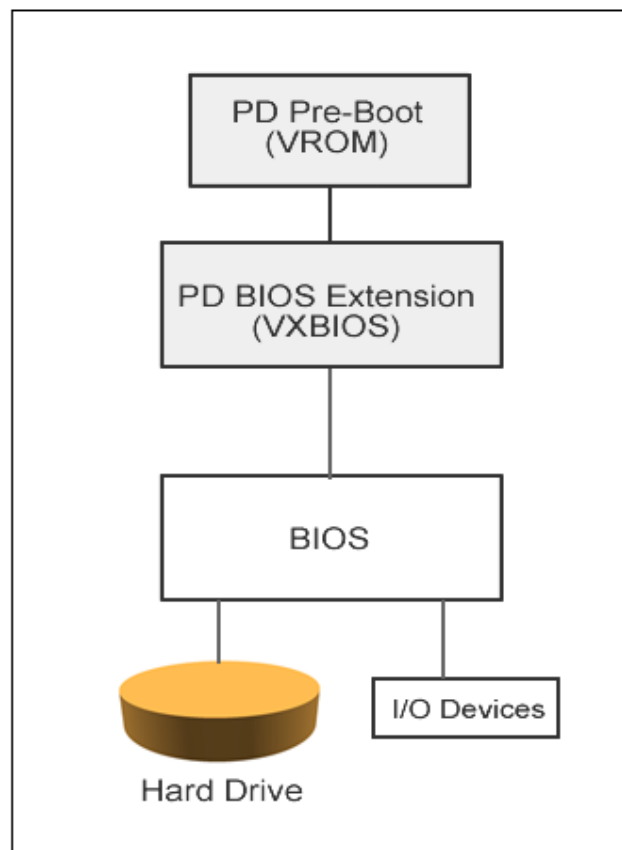 PD Pre-Boot
(VROM)
PD BIOS Extension
(VXBIOS)
BIOS
I/O Devices
Hard Drive